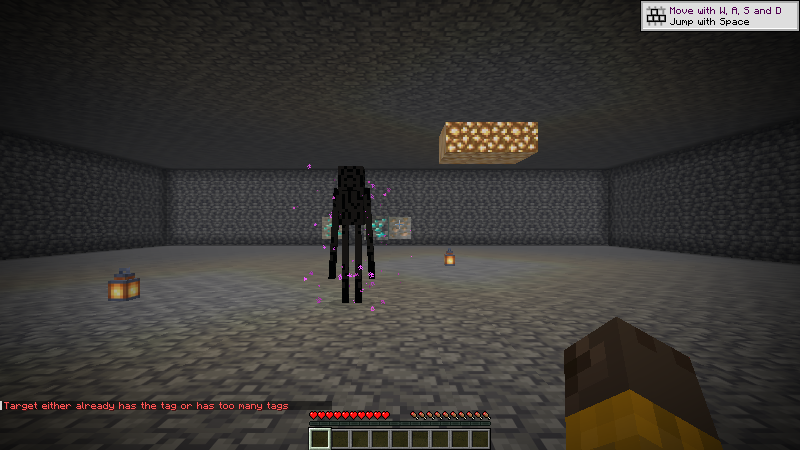 Move with W, A, S and D
Jump with Space
Target either already has the tag or has too many tags